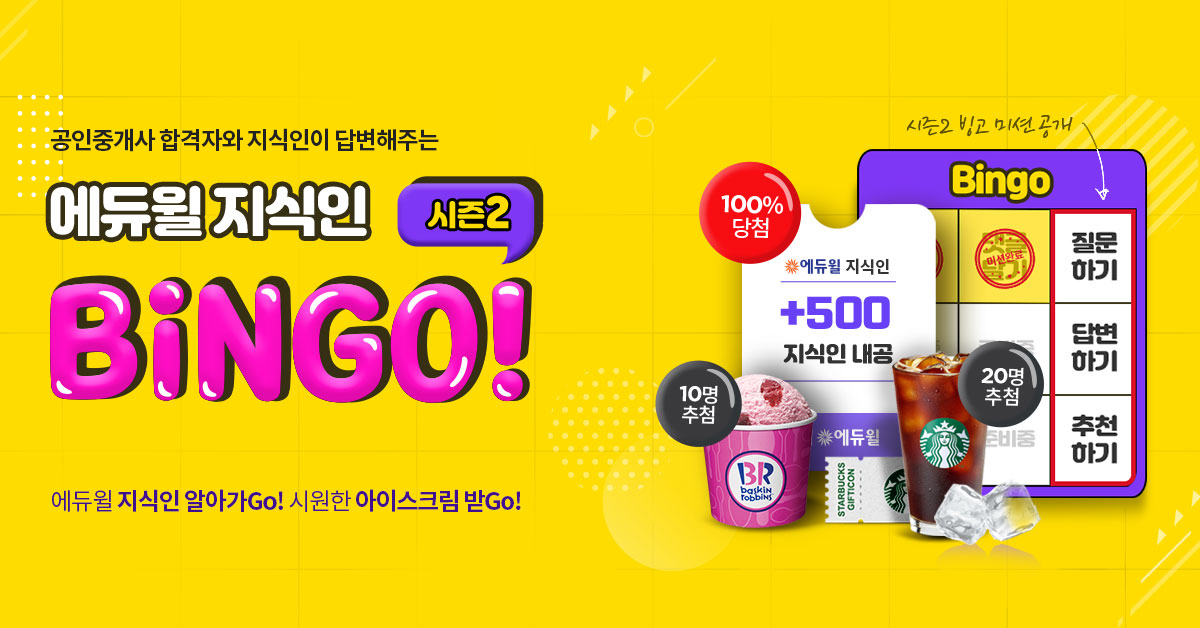 공인중개사 합격자와 지식인이 답변해주는
에듀윌 지식인
시즌2
BiNGO!
에듀윌 지식인 알아가Go! 시원한 아이스크림 받Go!
시즌2 빙고 미션 공개
Bingo
100%
당첨
에듀윌 지식인
+500
지식인 내공
에듀윌
미션완료
질문
하기
답변
하기
추천
하기
준비중
10명
추첨
20명
추첨
BR
baskin
robbins
STARBUCKS
GIFTICON